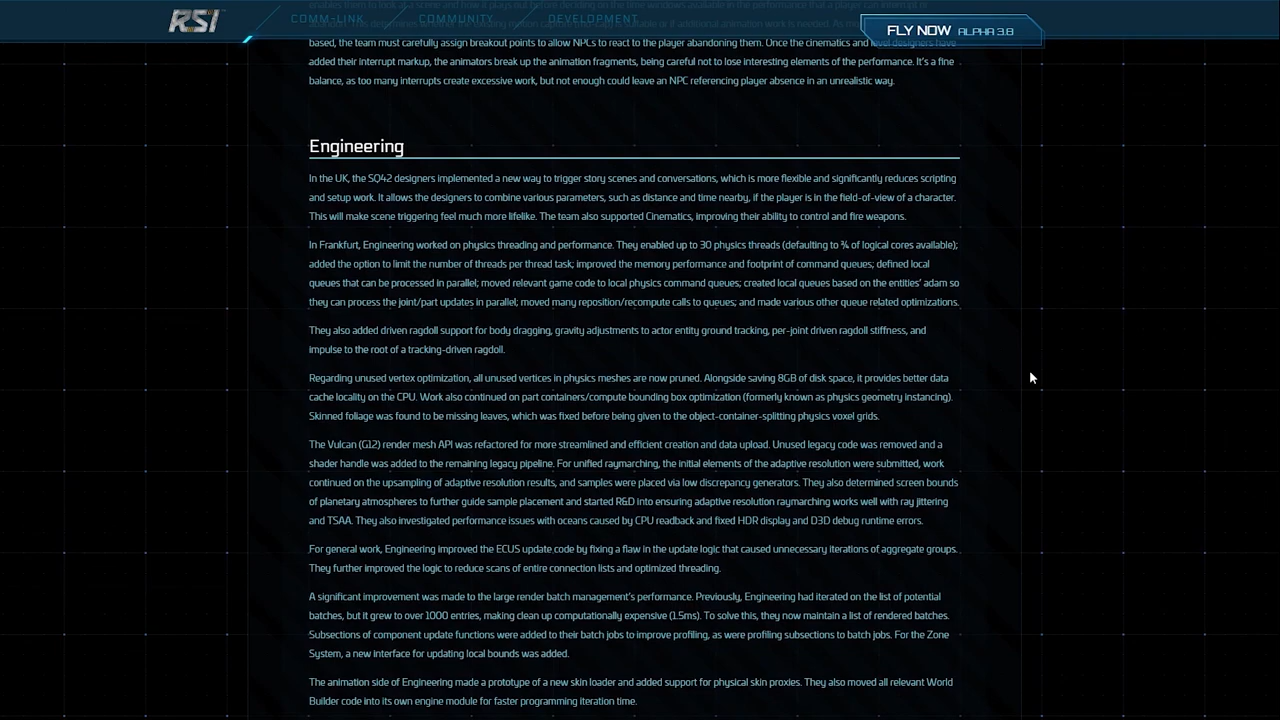 RSI
COMM-LINK
COMMUNITY
DEVELOPMENT
FLY NOW ALPHA 3.8
based, the team must carefully assign breakout points to allow NPCs to react to the player abandoning them. Once the cinematics and level designers have
added their interrupt markup, the animators break up the animation fragments, being careful not to lose interesting elements of the performance. It's a fine
balance, as too many interrupts create excessive work, but not enough could leave an NPC referencing player absence in an unrealistic way.
Engineering
In the UK, the SQ42 designers implemented a new way to trigger story scenes and conversations, which is more flexible and significantly reduces scripting
and setup work. It allows the designers to combine various parameters, such as distance and time nearby, if the player is in the field-of-view of a character.
This will make scene triggering feel much more lifelike. The team also supported Cinematics, improving their ability to control and fire weapons.
In Frankfurt, Engineering worked on physics threading and performance. They enabled up to 30 physics threads (defaulting to ¾ of logical cores available);
added the option to limit the number of threads per thread task; improved the memory performance and footprint of command queues; defined local
queues that can be processed in parallel; moved relevant game code to local physics command queues; created local queues based on the entities' adam so
they can process the joint/part updates in parallel; moved many reposition/recompute calls to queues; and made various other queue related optimizations.
They also added driven ragdoll support for body dragging, gravity adjustments to actor entity ground tracking, per-joint driven ragdoll stiffness, and
impulse to the root of a tracking-driven ragdoll.
Regarding unused vertex optimization, all unused vertices in physics meshes are now pruned. Alongside saving 8GB of disk space, it provides better data
cache locality on the CPU. Work also continued on part containers/compute bounding box optimization (formerly known as physics geometry instancing).
Skinned foliage was found to be missing leaves, which was fixed before being given to the object-container-splitting physics voxel grids.
The Vulcan (G12) render mesh API was refactored for more streamlined and efficient creation and data upload. Unused legacy code was removed and a
shader handle was added to the remaining legacy pipeline. For unified raymarching, the initial elements of the adaptive resolution were submitted, work
continued on the upsampling of adaptive resolution results, and samples were placed via low discrepancy generators. They also determined screen bounds
of planetary atmospheres to further guide sample placement and started R&D into ensuring adaptive resolution raymarching works well with ray jittering
and TSAA. They also investigated performance issues with oceans caused by CPU readback and fixed HDR display and D3D debug runtime errors.
For general work, Engineering improved the ECUS update code by fixing a flaw in the update logic that caused unnecessary iterations of aggregate groups.
They further improved the logic to reduce scans of entire connection lists and optimized threading.
A significant improvement was made to the large render batch management's performance. Previously, Engineering had iterated on the list of potential
batches, but it grew to over 1000 entries, making clean up computationally expensive (1.5ms). To solve this, they now maintain a list of rendered batches.
Subsections of component update functions were added to their batch jobs to improve profiling, as were profiling subsections to batch jobs. For the Zone
System, a new interface for updating local bounds was added.
The animation side of Engineering made a prototype of a new skin loader and added support for physical skin proxies. They also moved all relevant World
Builder code into its own engine module for faster programming iteration time.